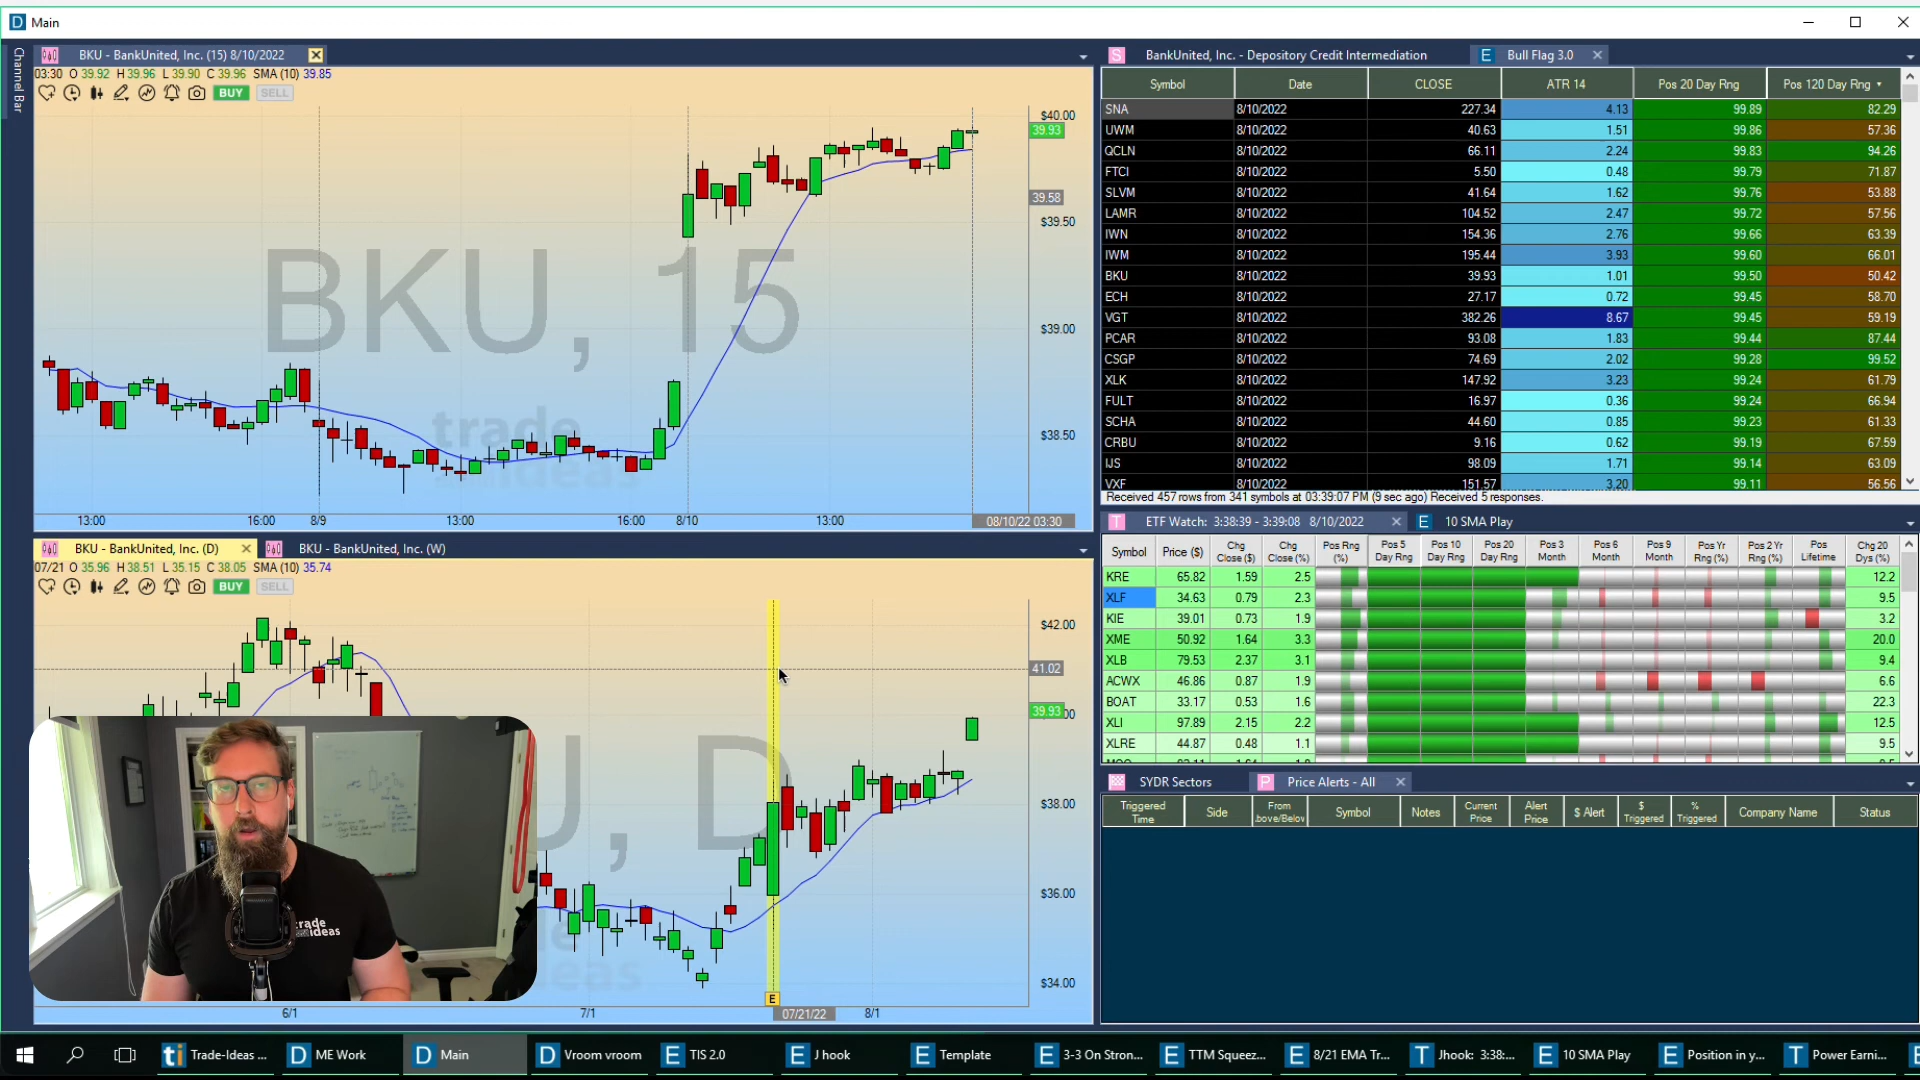 Main
Channel Bar
BKU - BankUnited, Inc. (15) 8/10/2022
03:30 O 39.92 H 39.96 L 39.90 C 39.96 SMA (10) 39.85
BUY SELL
BKU, 15
trade
ideas
$40.00
39.93
39.58
$39.50
$39.00
$38.50
13:00 16:00 8/9 13:00 16:00 8/10 13:00 08/10/22 03:30
BKU - BankUnited, Inc. (D) BKU - BankUnited, Inc. (W)
07/21 O 35.96 H 38.51 L 35.15 C 38.05 SMA (10) 35.74
BUY SELL
$42.00
41.02
39.93
$38.00
$36.00
$34.00
U, D
trade
ideas
E
6/1 7/1 07/21/22 8/1
BankUnited, Inc. - Depository Credit Intermediation Bull Flag 3.0
Symbol Date CLOSE ATR 14 Pos 20 Day Rng Pos 120 Day Rng
SNA 8/10/2022 227.34 4.13 99.89 82.29
UWM 8/10/2022 40.63 1.51 99.86 57.36
QCLN 8/10/2022 66.11 2.24 99.83 94.26
FTCI 8/10/2022 5.50 0.48 99.79 71.87
SLVM 8/10/2022 41.64 1.62 99.76 53.88
LAMR 8/10/2022 104.52 2.47 99.72 57.56
IWN 8/10/2022 154.36 2.76 99.66 63.39
IWM 8/10/2022 195.44 3.93 99.60 66.01
BKU 8/10/2022 39.93 1.01 99.50 50.42
ECH 8/10/2022 27.17 0.72 99.45 58.70
VGT 8/10/2022 382.26 8.67 99.45 59.19
PCAR 8/10/2022 93.08 1.83 99.44 87.44
CSGP 8/10/2022 74.69 2.02 99.28 99.52
XLK 8/10/2022 147.92 3.23 99.24 61.79
FULT 8/10/2022 16.97 0.36 99.24 66.94
SCHA 8/10/2022 44.60 0.85 99.23 61.33
CRBU 8/10/2022 9.16 0.62 99.19 67.59
IJS 8/10/2022 98.09 1.71 99.14 63.09
VXF 8/10/2022 151.57 3.20 99.11 56.56
Received 457 rows from 341 symbols at 03:39:07 PM (9 sec ago) Received 5 responses.
ETF Watch: 3:38:39 - 3:39:08 8/10/2022 10 SMA Play
Symbol Price ($) Chg Close ($) Chg Close (%) Pos Rng (%) Pos 5 Day Rng Pos 10 Day Rng Pos 20 Day Rng Pos 3 Month Pos 6 Month Pos 9 Month Pos Yr Rng (%) Pos 2 Yr Rng (%) Pos Lifetime Chg 20 Dys (%)
KRE 65.82 1.59 2.5 12.2
XLF 34.63 0.79 2.3 9.5
KIE 39.01 0.73 1.9 3.2
XME 50.92 1.64 3.3 20.0
XLB 79.53 2.37 3.1 9.4
ACWX 46.86 0.87 1.9 6.6
BOAT 33.17 0.53 1.6 22.3
XLI 97.89 2.15 2.2 12.5
XLRE 44.87 0.48 1.1 9.5
SYDR Sectors Price Alerts - All
Triggered Time Side From Symbol Notes Current Price Alert Price $ Alert $ Triggered % Triggered Company Name Status
Trade-Ideas ... ME Work Main Vroom vroom TIS 2.0 J hook Template 3-3 On Stron... TTM Squeez... 8/21 EMA Tr... Jhook: 3:38:... 10 SMA Play Position in y... Power Earni...